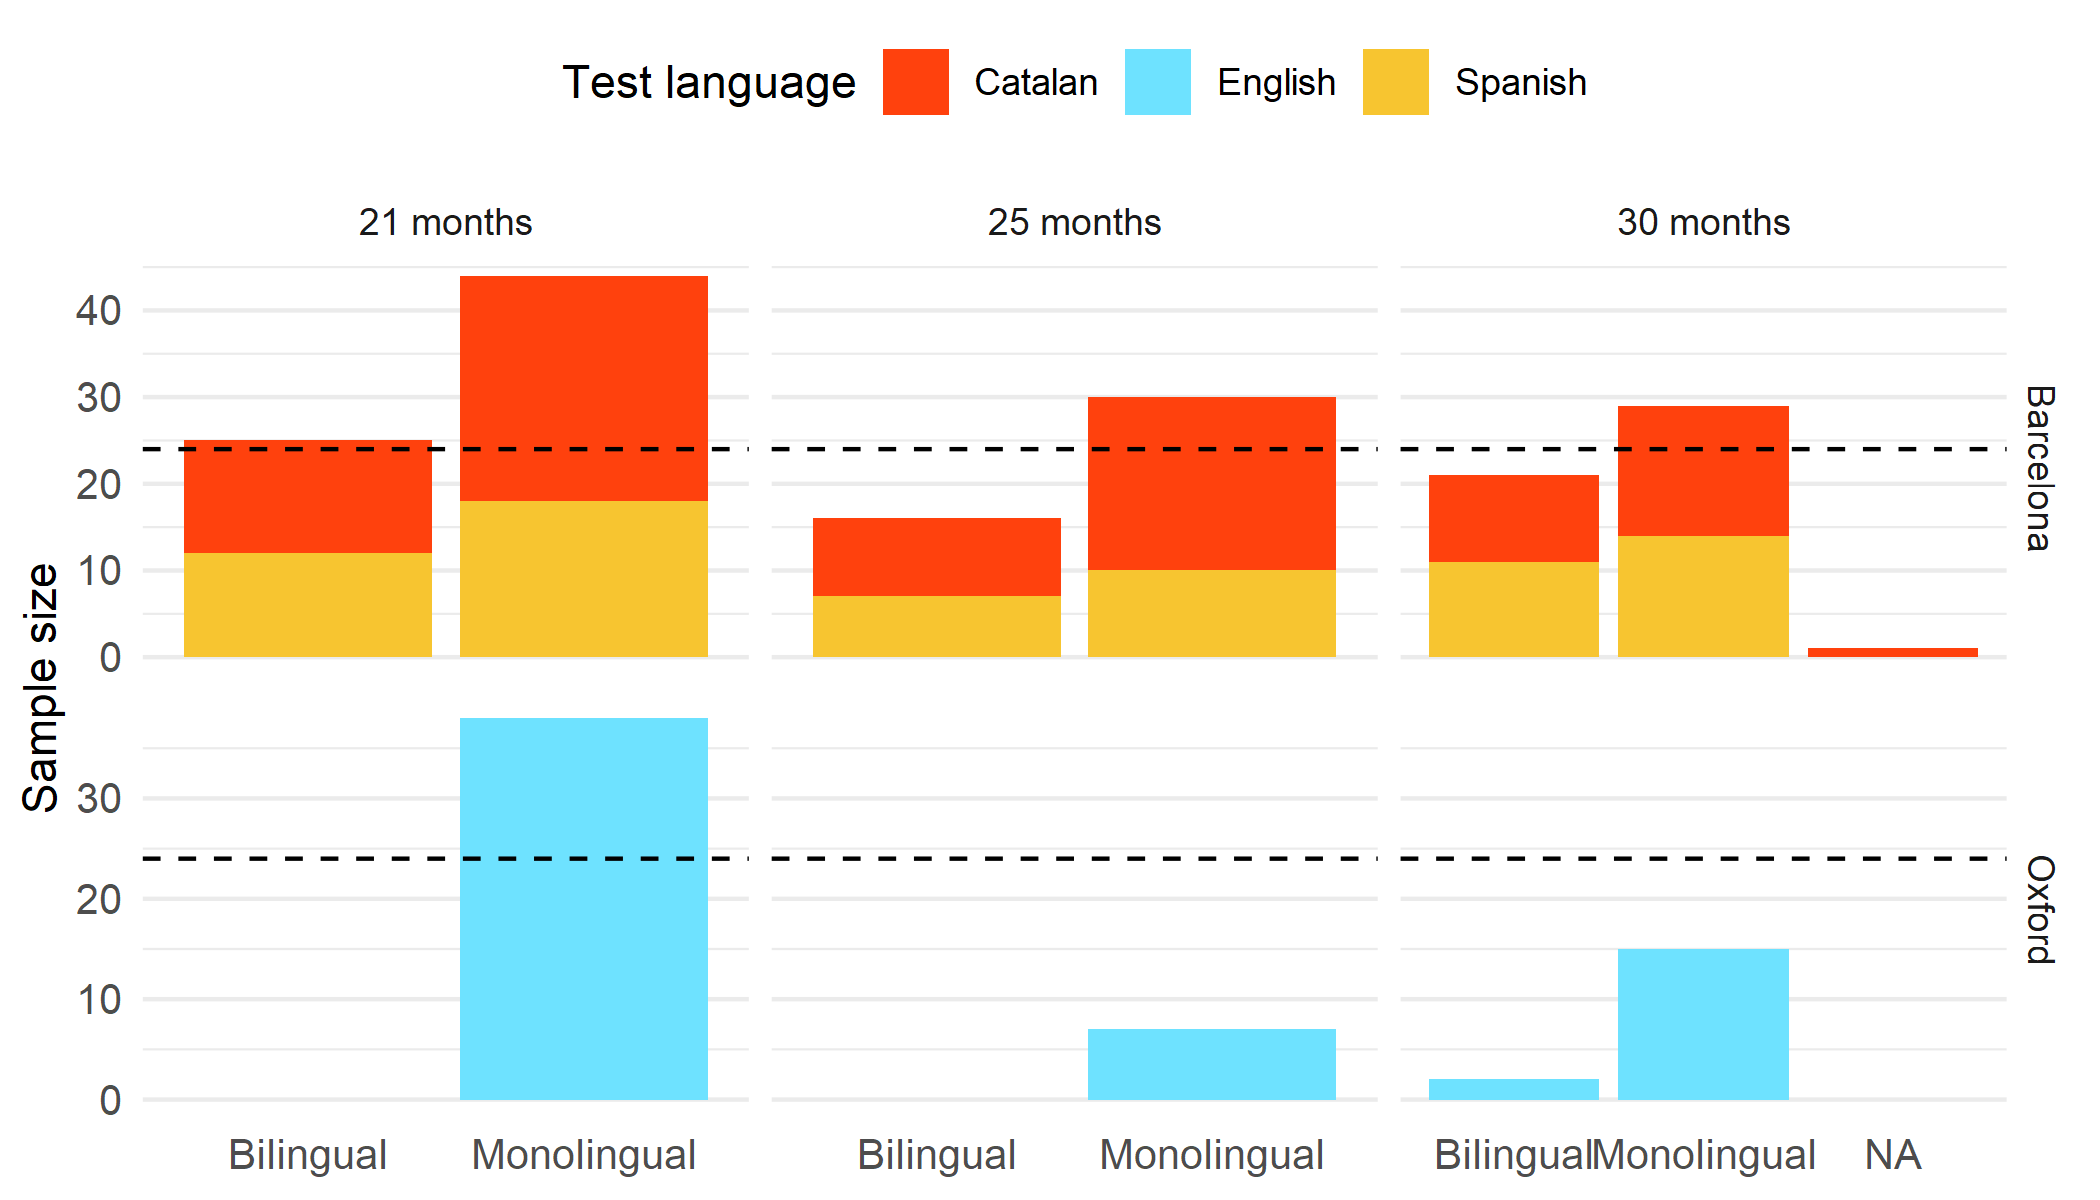 Test language Catalan English Spanish
21 months 25 months 30 months
40
30
20
10
0
Barcelona
Sample size
30
20
10
0
Oxford
Bilingual Monolingual Bilingual Monolingual Bilingual Monolingual NA